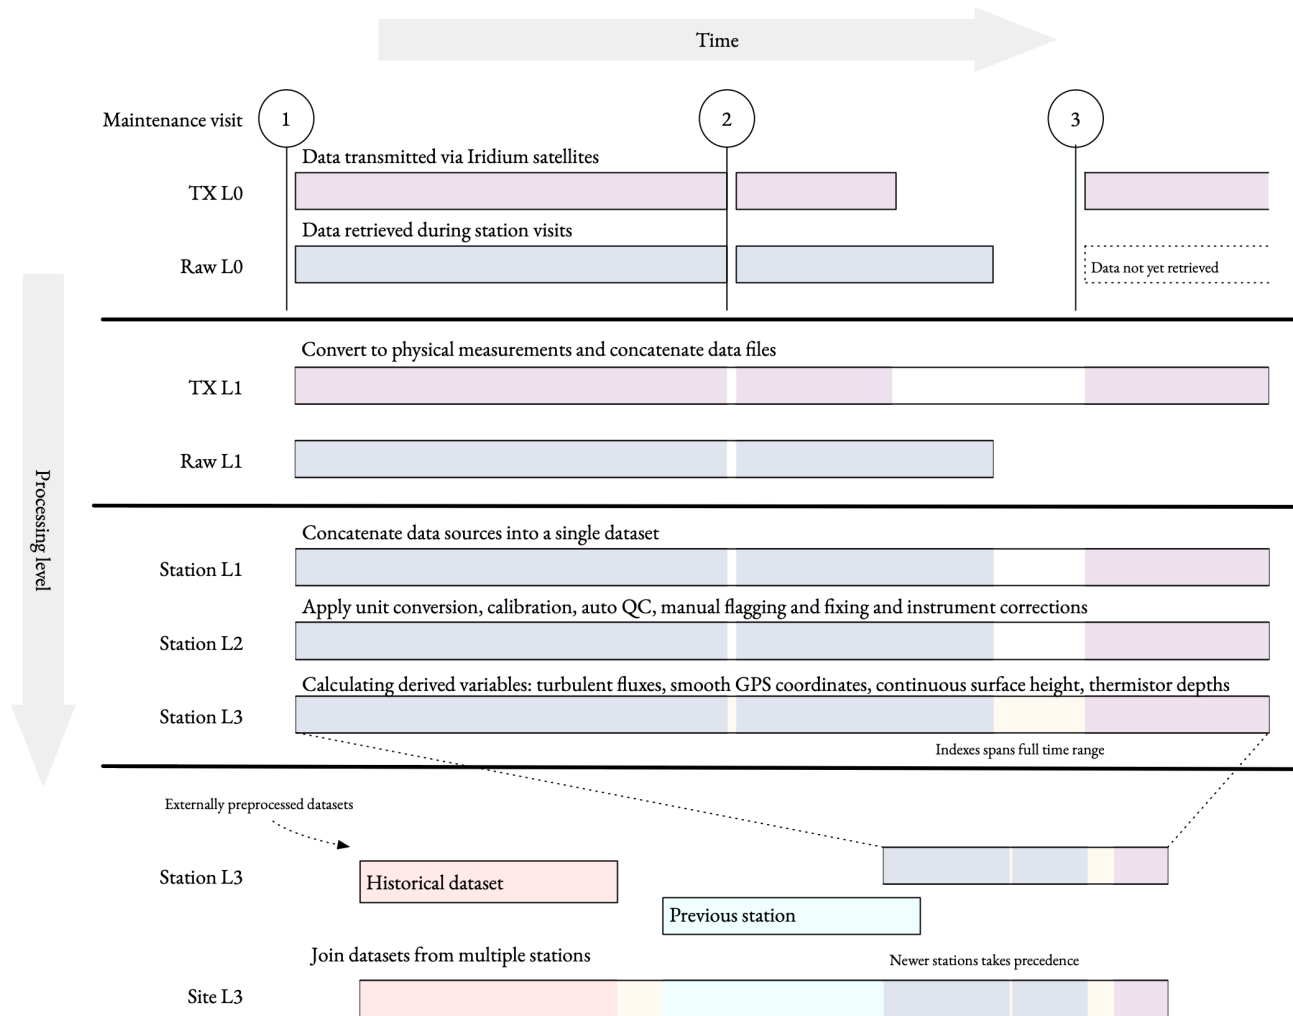 Time
Maintenance visit
1
2
3
Data transmitted via Iridium satellites
TX L0
Data retrieved during station visits
Raw L0
Data not yet retrieved
Convert to physical measurements and concatenate data files
TX L1
Raw L1
Processing level
Concatenate data sources into a single dataset
Station L1
Apply unit conversion, calibration, auto QC, manual flagging and fixing and instrument corrections
Station L2
Calculating derived variables: turbulent fluxes, smooth GPS coordinates, continuous surface height, thermistor depths
Station L3
Indexes spans full time range
Externally preprocessed datasets
Station L3
Historical dataset
Previous station
Join datasets from multiple stations
Newer stations takes precedence
Site L3